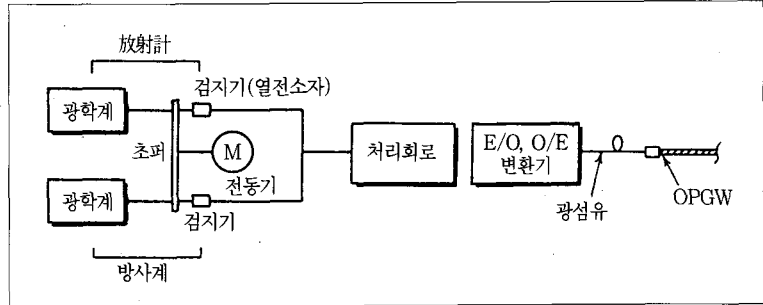 放射計
검지기(열전소자)
광학계
초퍼
M
전동기
처리회로
E/O, O/E
변환기
광섬유
OPGW
광학계
검지기
방사계